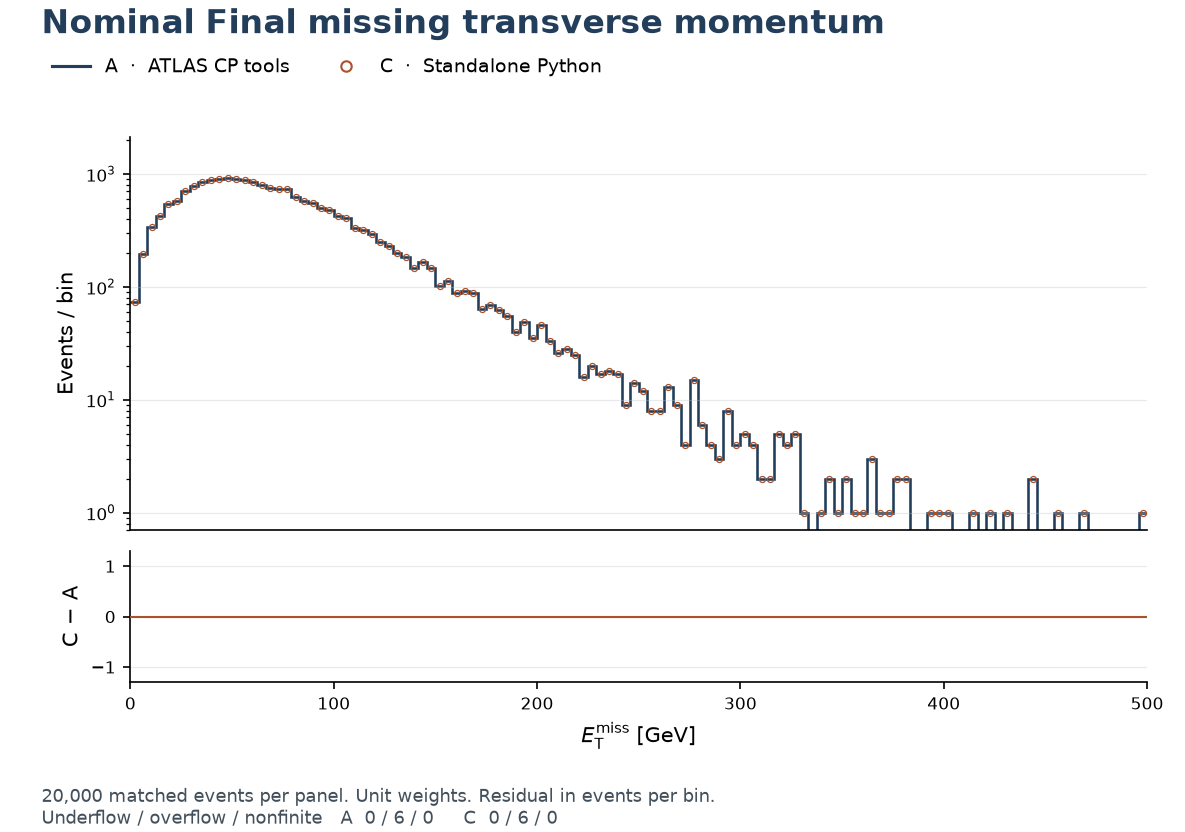 Nominal Final missing transverse momentum
A · ATLAS CP tools
C · Standalone Python
Events / bin
10³
10²
10¹
10⁰
C − A
1
0
−1
0 100 200 300 400 500
E_T^miss [GeV]
20,000 matched events per panel. Unit weights. Residual in events per bin.
Underflow / overflow / nonfinite A 0 / 6 / 0 C 0 / 6 / 0